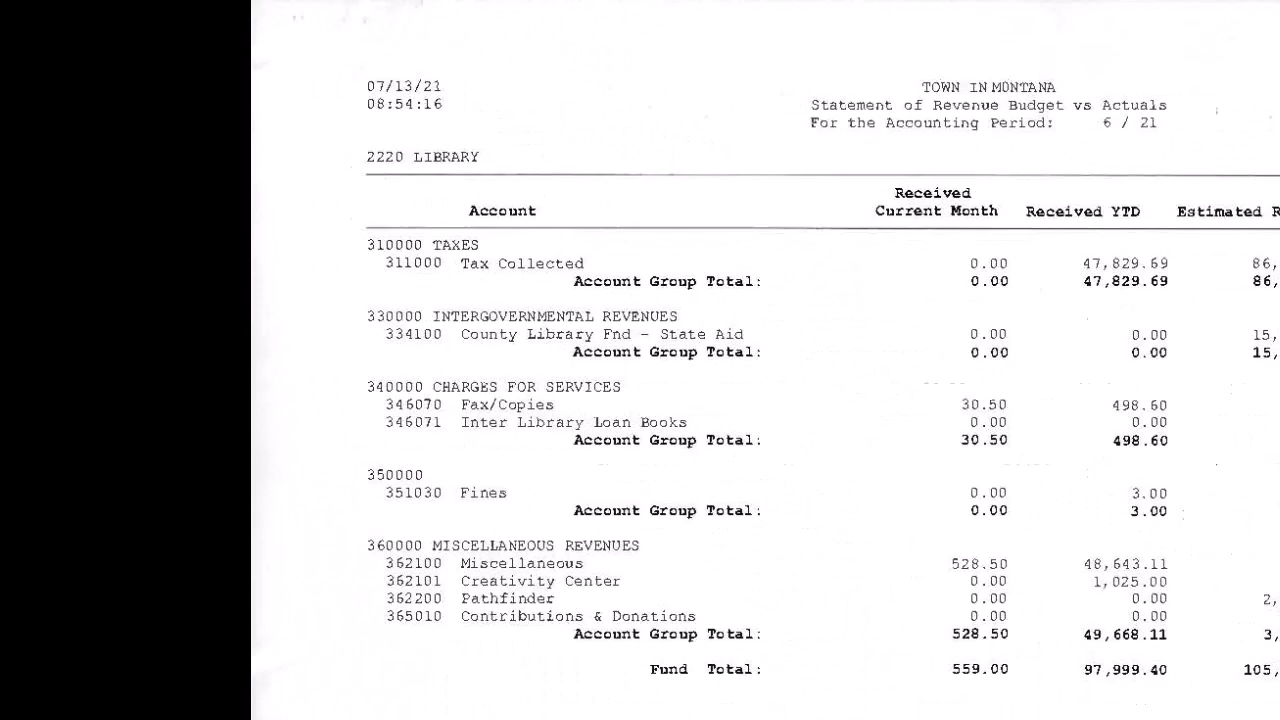 07/13/21 TOWN IN MONTANA
08:54:16 Statement of Revenue Budget vs Actuals
For the Accounting Period: 6 / 21
2220 LIBRARY
Received
Account Current Month Received YTD Estimated R
310000 TAXES
311000 Tax Collected 0.00 47,829.69 86,
Account Group Total: 0.00 47,829.69 86,
330000 INTERGOVERNMENTAL REVENUES
334100 County Library Fnd - State Aid 0.00 0.00 15,
Account Group Total: 0.00 0.00 15,
340000 CHARGES FOR SERVICES
346070 Fax/Copies 30.50 498.60
346071 Inter Library Loan Books 0.00 0.00
Account Group Total: 30.50 498.60
350000
351030 Fines 0.00 3.00
Account Group Total: 0.00 3.00
360000 MISCELLANEOUS REVENUES
362100 Miscellaneous 528.50 48,643.11
362101 Creativity Center 0.00 1,025.00
362200 Pathfinder 0.00 0.00 2,
365010 Contributions & Donations 0.00 0.00
Account Group Total: 528.50 49,668.11 3,
Fund Total: 559.00 97,999.40 105,